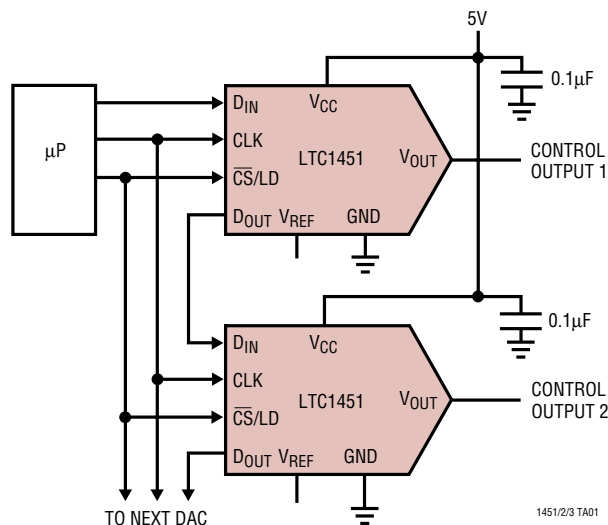 5V
0.1µF
µP
DIN
VCC
CLK
LTC1451
CS/LD
VOUT
CONTROL
OUTPUT 1
DOUT
VREF
GND
0.1µF
DIN
VCC
CLK
LTC1451
CS/LD
VOUT
CONTROL
OUTPUT 2
DOUT
VREF
GND
TO NEXT DAC
1451/2/3 TA01